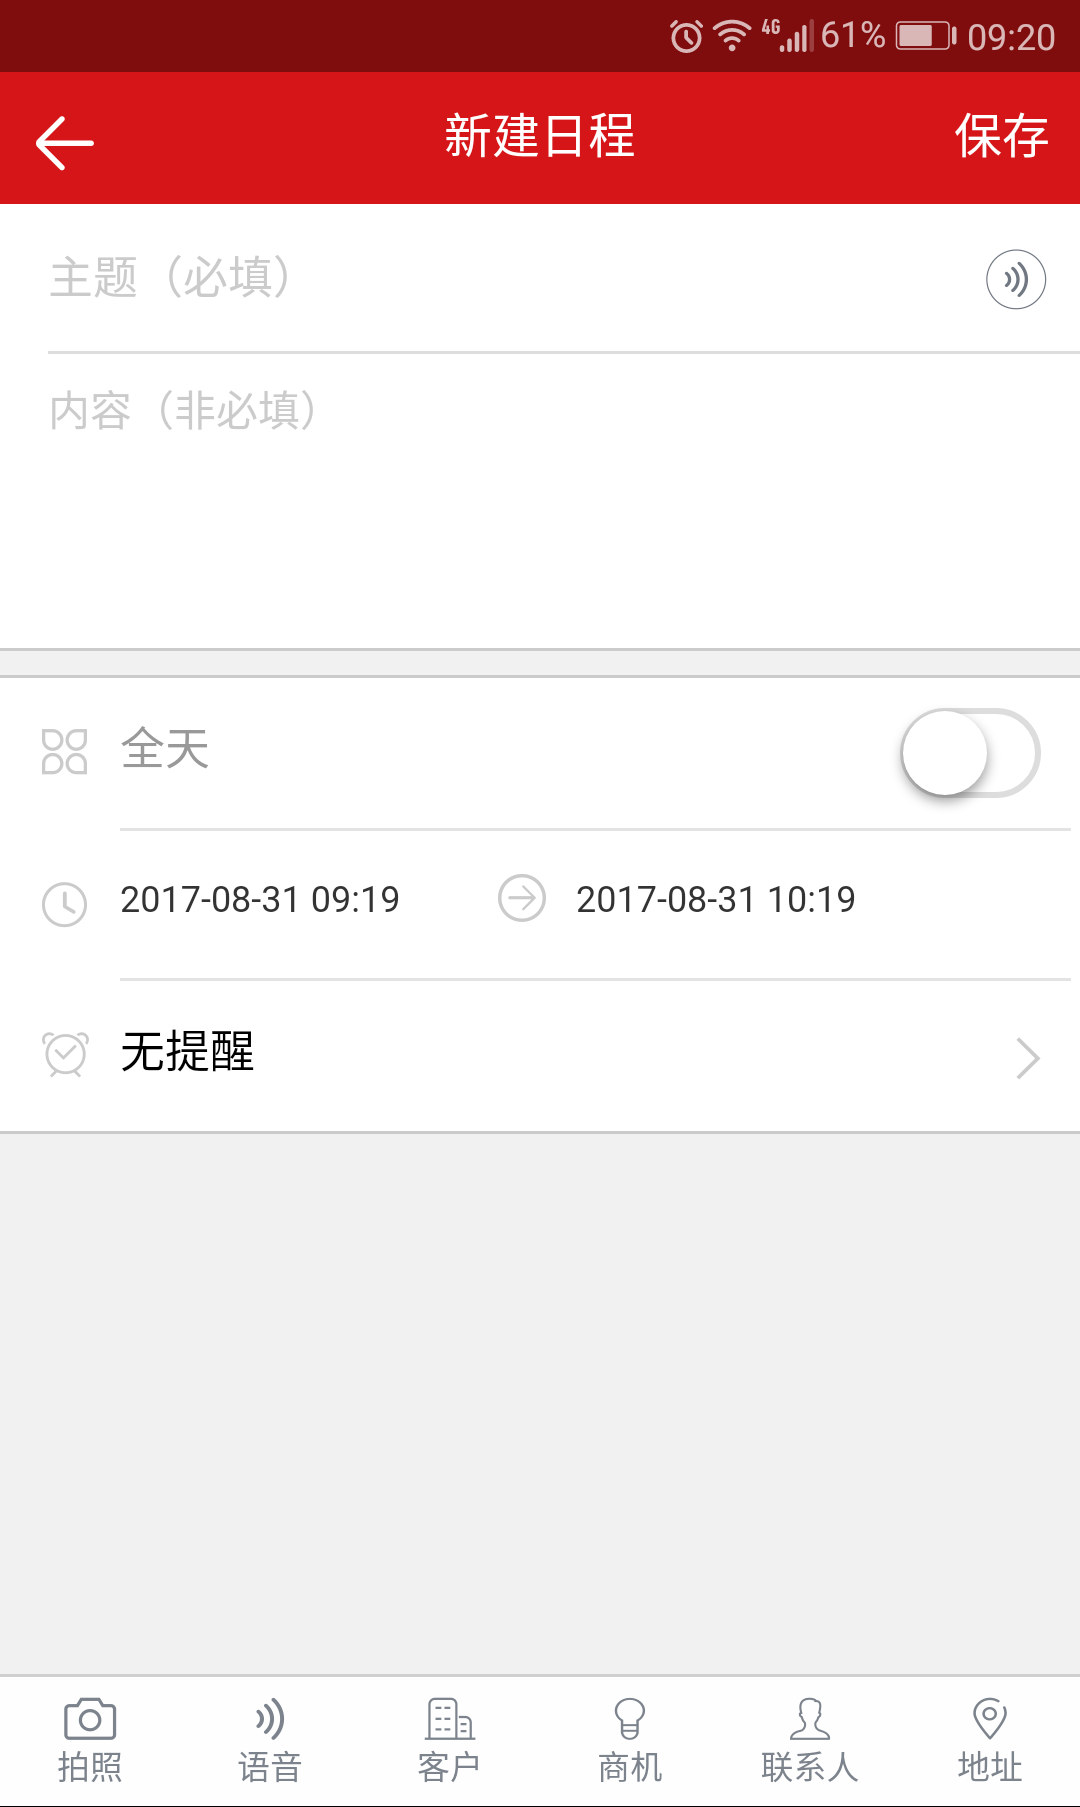 4G 61% 09:20
新建日程 保存
主题（必填）
内容（非必填）
全天
2017-08-31 09:19 2017-08-31 10:19
无提醒
拍照 语音 客户 商机 联系人 地址